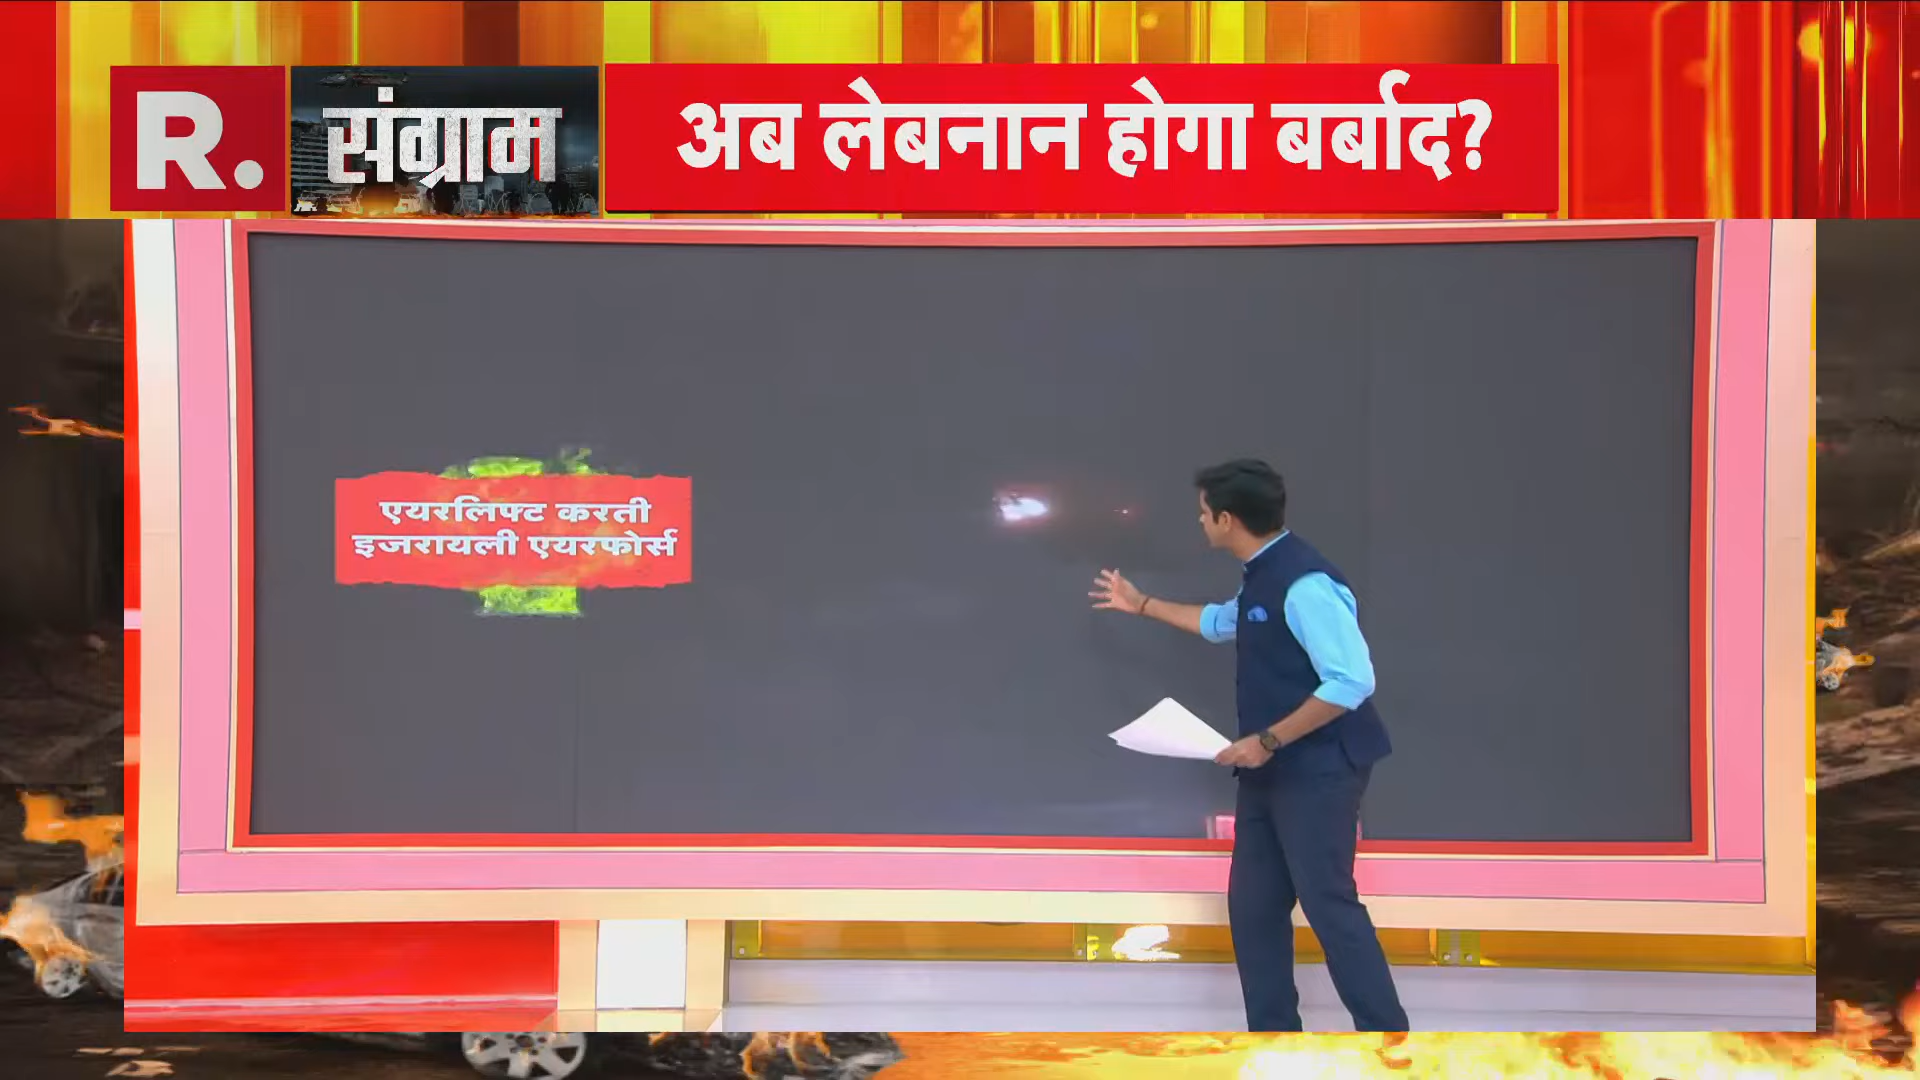 R.
संग्राम
अब लेबनान होगा बर्बाद?
एयरलिफ्ट करती
इजरायली एयरफोर्स